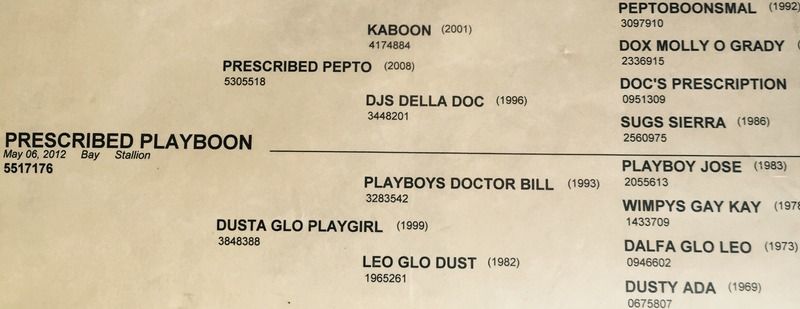 PEPTOBOONSMAL (1992)
3097910
KABOON (2001)
4174884
DOX MOLLY O GRADY (
2336915
PRESCRIBED PEPTO (2008)
5305518
DOC'S PRESCRIPTION
0951309
DJS DELLA DOC (1996)
3448201
SUGS SIERRA (1986)
2560975
PRESCRIBED PLAYBOON
May 06, 2012 Bay Stallion
5517176
PLAYBOY JOSE (1983)
2055613
PLAYBOYS DOCTOR BILL (1993)
3283542
WIMPYS GAY KAY (1978
1433709
DUSTA GLO PLAYGIRL (1999)
3848388
DALFA GLO LEO (1973)
0946602
LEO GLO DUST (1982)
1965261
DUSTY ADA (1969)
0675807